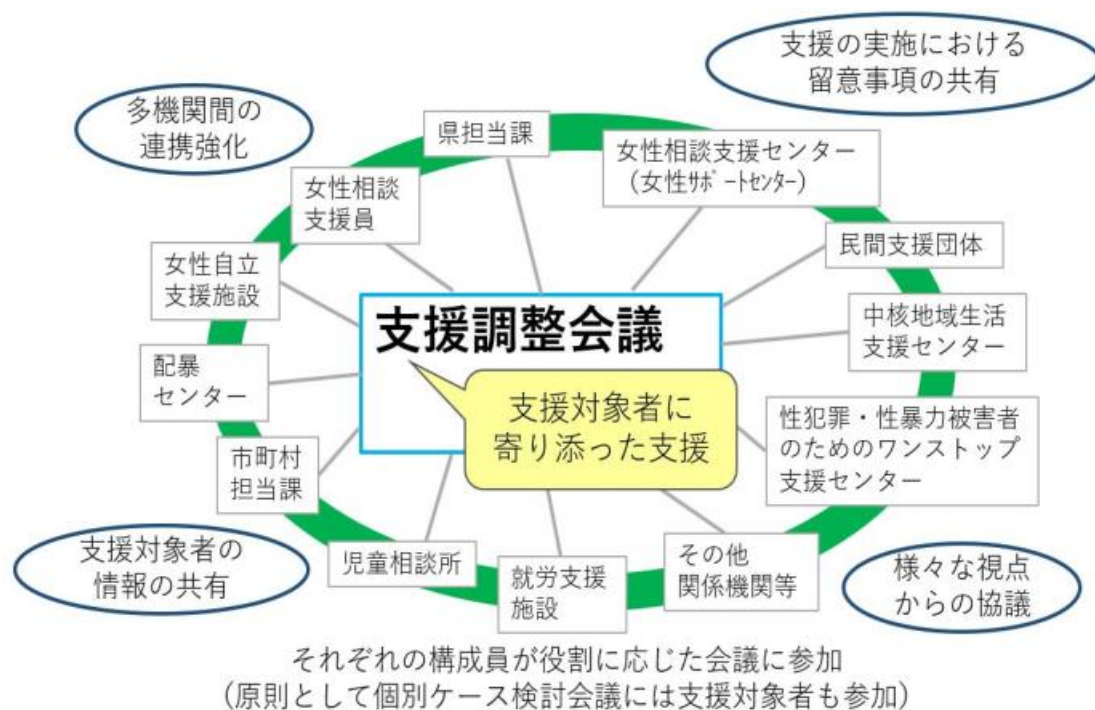 支援の実施における
留意事項の共有
多機関間の
連携強化
県担当課
女性相談支援センター
（女性ｻﾎﾟｰﾄｾﾝﾀｰ）
女性相談
支援員
民間支援団体
女性自立
支援施設
支援調整会議
中核地域生活
支援センター
配暴
センター
支援対象者に
寄り添った支援
性犯罪・性暴力被害者
のためのワンストップ
支援センター
市町村
担当課
支援対象者の
情報の共有
児童相談所
就労支援
施設
その他
関係機関等
様々な視点
からの協議
それぞれの構成員が役割に応じた会議に参加
(原則として個別ケース検討会議には支援対象者も参加)